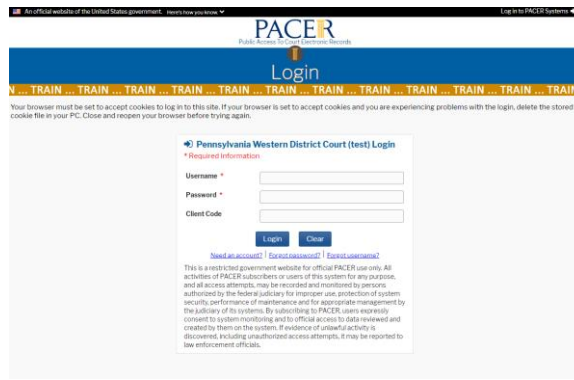 An official website of the United States government. Here's how you know
Log in to PACER Systems
PACER
Public Access To Court Electronic Records
Login
N ... TRAIN ... TRAIN ... TRAIN ... TRAIN ... TRAIN ... TRAIN ... TRAIN ... TRAIN ... TRAIN ... TRAIN
Your browser must be set to accept cookies to log in to this site. If your browser is set to accept cookies and you are experiencing problems with the login, delete the stored
cookie file in your PC. Close and reopen your browser before trying again.
Pennsylvania Western District Court (test) Login
* Required Information
Username *
Password *
Client Code
Login Clear
Need an account? | Forgot password? | Forgot username?
This is a restricted government website for official PACER use only. All
activities of PACER subscribers or users of this system for any purpose,
and all access attempts, may be recorded and monitored by persons
authorized by the federal judiciary for improper use, protection of system
security, performance of maintenance and for appropriate management by
the judiciary of its systems. By subscribing to PACER, users expressly
consent to system monitoring and to official access to data reviewed and
created by them on the system. If evidence of unlawful activity is
discovered, including unauthorized access attempts, it may be reported to
law enforcement officials.